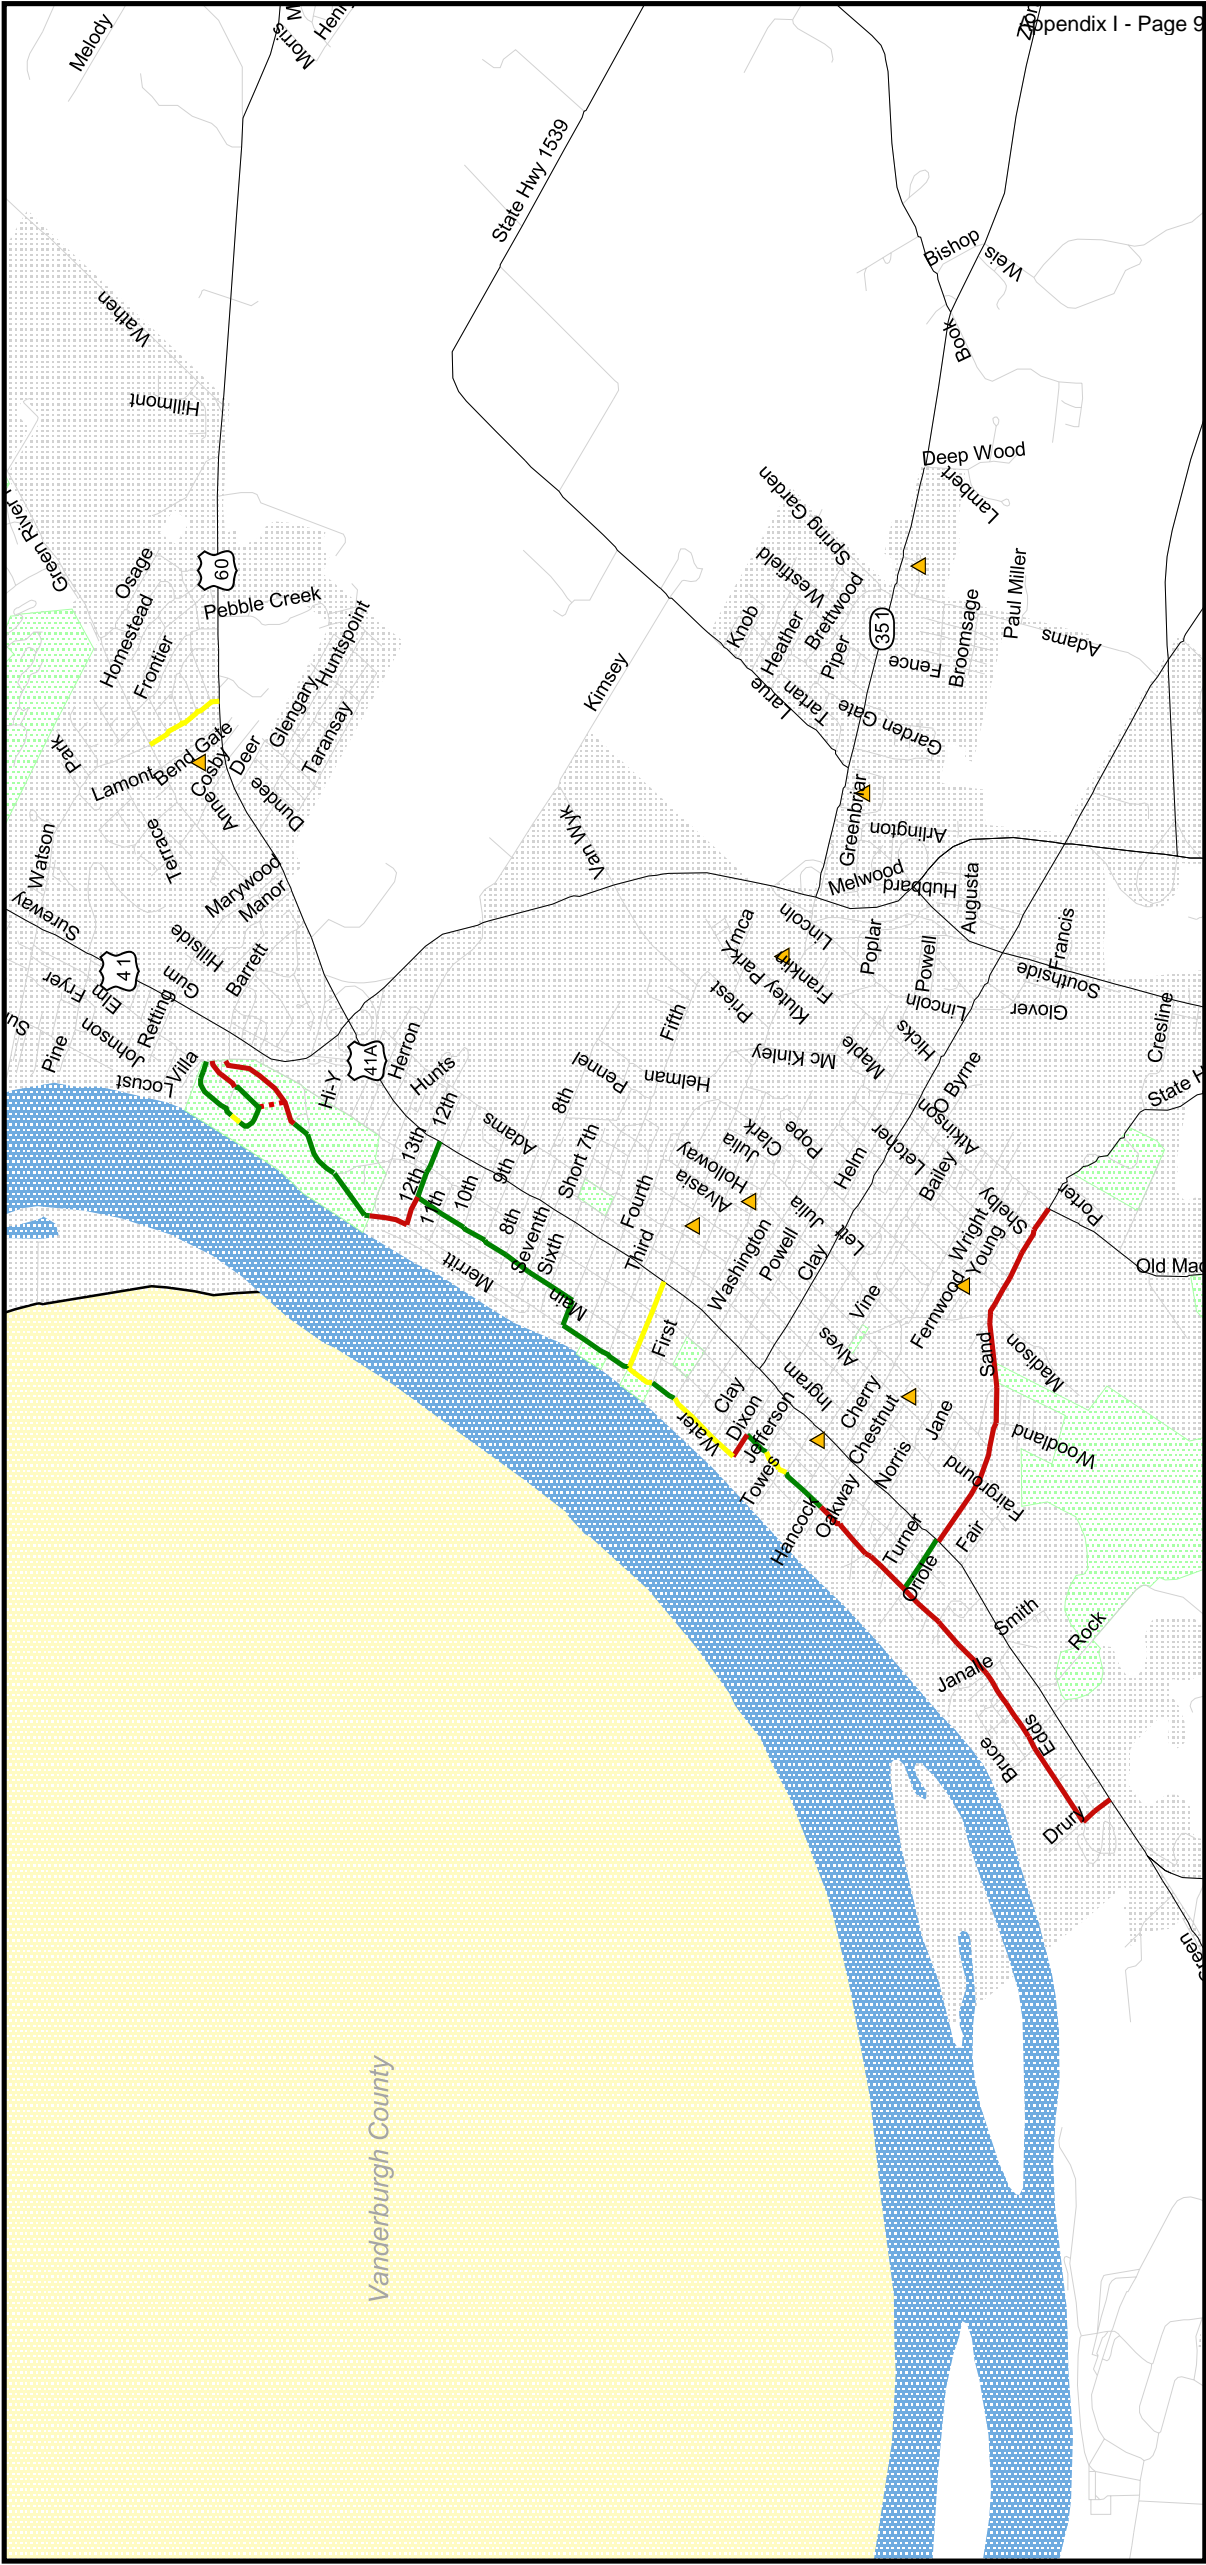 Appendix I - Page 9
Melody
Morris
State Hwy 1539
Bishop
Weis
Wathen
Book
Hillmont
Deep Wood
Lambert
Spring Garden
Green River
Osage
60
Pebble Creek
Westfield
Brettwood
Paul Miller
Homestead
Huntspoint
Knob
Heather
351
Broomsage
Adams
Frontier
Kimsey
Piper
Fence
Glengary
Larue
Tartan
Garden Gate
Park
Bend Gate
Taransay
Lamont
Cosby
Deer
Anne
Dundee
Greenbriar
Arlington
Watson
Terrace
Van Wyk
Marywood
Melwood
Hubbard
Manor
Augusta
Sureway
Hillside
Ymca
Lincoln
Poplar
Francis
41
Gum
Barrett
Franklin
Powell
Southside
Fryer
Elm
Klutey Park
Priest
Lincoln
Glover
Retting
Fifth
Hicks
Cresline
Johnson
Pine
41A
Herron
Mc Kinley
Maple
Villa
Locust
Hi-Y
Hunts
Pennel
Helman
O Byrne
State H
12th
8th
Adams
Clark
Pope
Atkinson
13th
Short 7th
Julia
Letcher
12th
9th
Holloway
Helm
Bailey
11th
10th
Alvasia
Fourth
Julia
Shelby
Porter
8th
Seventh
Sixth
Third
Washington
Powell
Clay
Lett
Wright
Young
Old Mad
Merritt
Main
Vine
Fernwood
First
Alves
Sand
Madison
Clay
Ingram
Dixon
Jefferson
Cherry
Chestnut
Jane
Water
Woodland
Towes
Norris
Fairground
Hancock
Oakway
Turner
Fair
Oriole
Smith
Rock
Janalle
Edds
Bruce
Drury
Green
Vanderburgh County